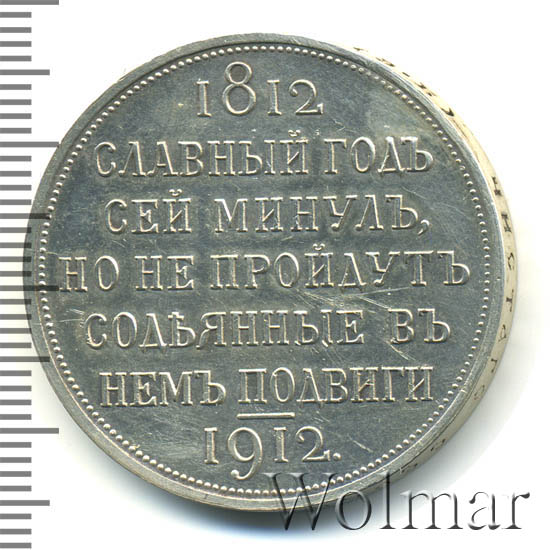 1812
СЛАВНЫЙ ГОДЪ
СЕЙ МИНУЛЪ,
НО НЕ ПРОЙДУТЪ
СОДѢЯННЫЕ ВЪ
НЕМЪ ПОДВИГИ
1912.
Wolmar